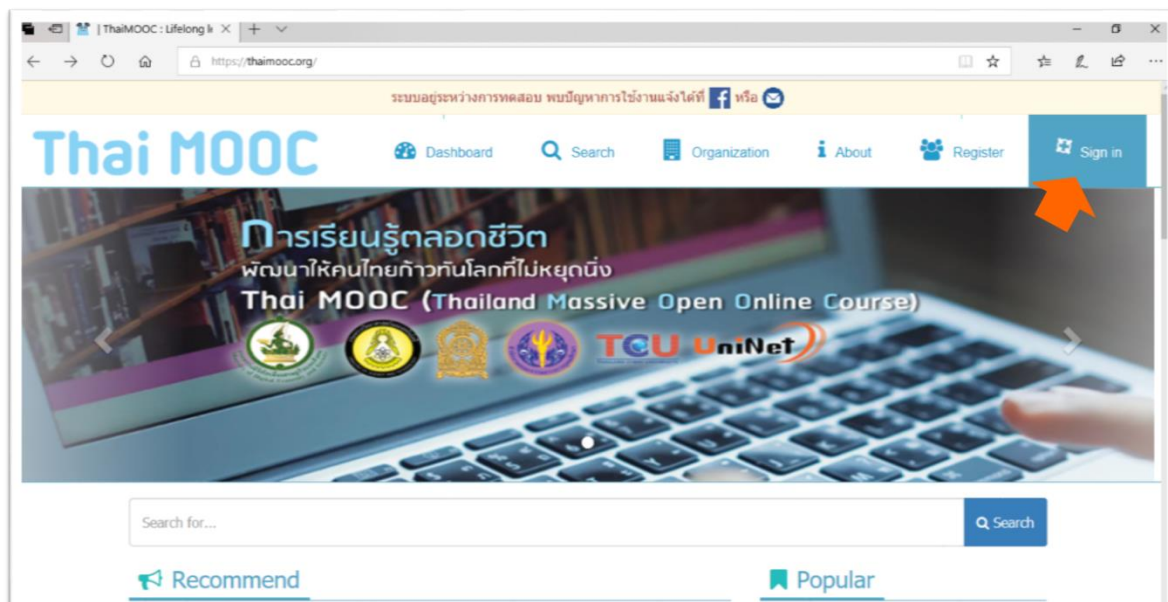 | ThaiMOOC : Lifelong le
https://thaimooc.org/
ระบบอยู่ระหว่างการทดสอบ พบปัญหาการใช้งานแจ้งได้ที่ หรือ
Thai MOOC
Dashboard
Search
Organization
About
Register
Sign in
การเรียนรู้ตลอดชีวิต
พัฒนาให้คนไทยก้าวทันโลกที่ไม่หยุดนิ่ง
Thai MOOC (Thailand Massive Open Online Course)
TCU UniNet
Search for...
Search
Recommend
Popular